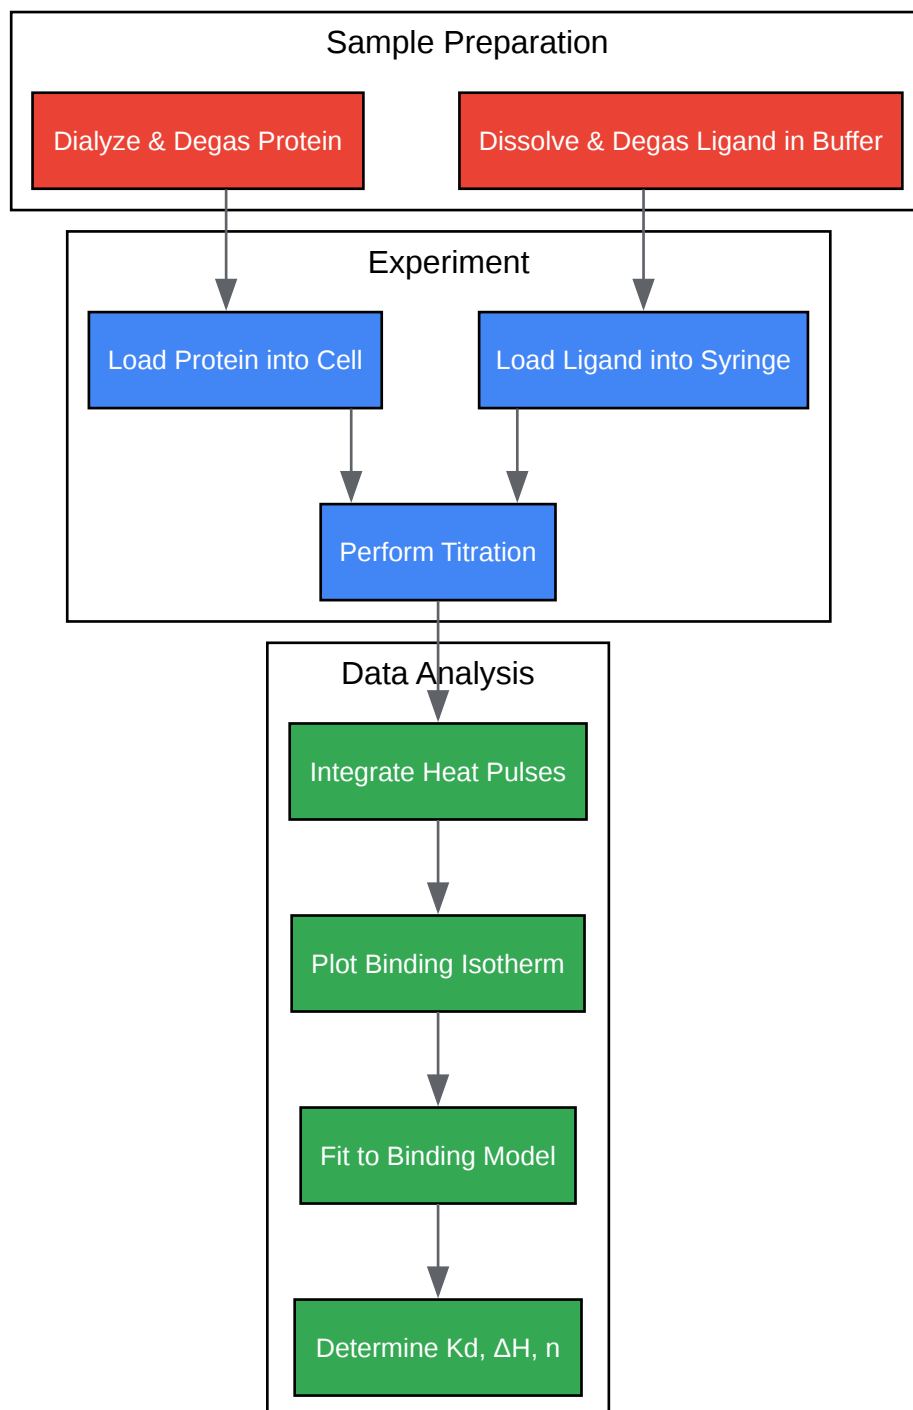 Sample Preparation
Dialyze & Degas Protein
Dissolve & Degas Ligand in Buffer
Experiment
Load Protein into Cell
Load Ligand into Syringe
Perform Titration
Data Analysis
Integrate Heat Pulses
Plot Binding Isotherm
Fit to Binding Model
Determine Kd, ΔH, n